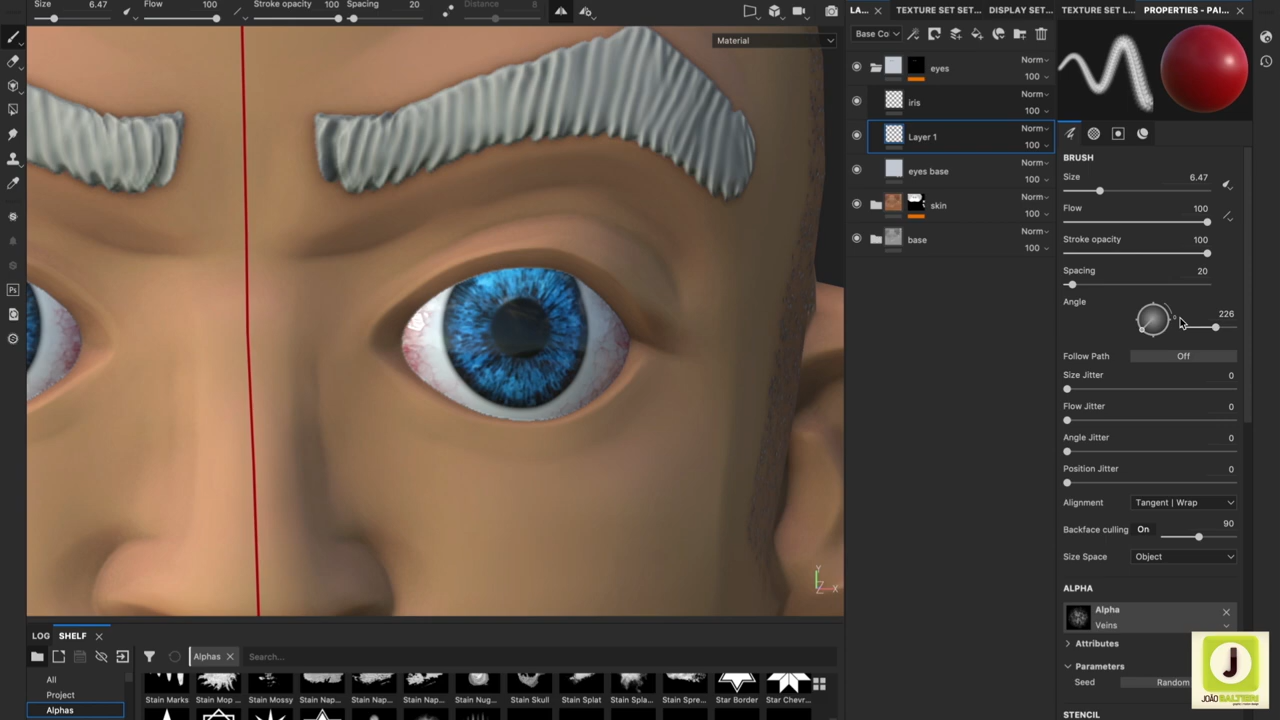 Size 6.47 Flow 100 Stroke opacity 100 Spacing 20 Distance 8
Material
LA... TEXTURE SET SET... DISPLAY SET...
Base Co
eyes Norm 100
iris Norm 100
Layer 1 Norm 100
eyes base Norm 100
skin Norm 100
base Norm 100
TEXTURE SET L... PROPERTIES - PAI...
BRUSH
Size 6.47
Flow 100
Stroke opacity 100
Spacing 20
Angle 226
Follow Path Off
Size Jitter 0
Flow Jitter 0
Angle Jitter 0
Position Jitter 0
Alignment Tangent | Wrap
Backface culling On 90
Size Space Object
ALPHA
Alpha
Veins
Attributes
Parameters
Seed Random
STENCIL
Y
Z X
LOG SHELF
Alphas Search...
All
Project
Alphas
Stain Marks Stain Mop ... Stain Mossy Stain Nap... Stain Nap... Stain Nap... Stain Nug... Stain Skull Stain Splat Stain Spla... Stain Spre... Star Border Star Chevr...
Ps
J
JOÃO BALTIERI